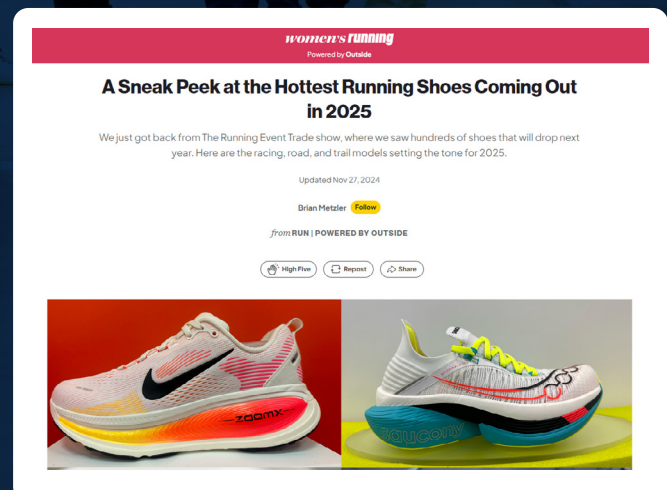 women's RUNNING
Powered by Outside
A Sneak Peek at the Hottest Running Shoes Coming Out
in 2025
We just got back from The Running Event Trade show, where we saw hundreds of shoes that will drop next
year. Here are the racing, road, and trail models setting the tone for 2025.
Updated Nov 27, 2024
Brian Metzler Follow
from RUN | POWERED BY OUTSIDE
High Five Repost Share
ZOOMX
saucony